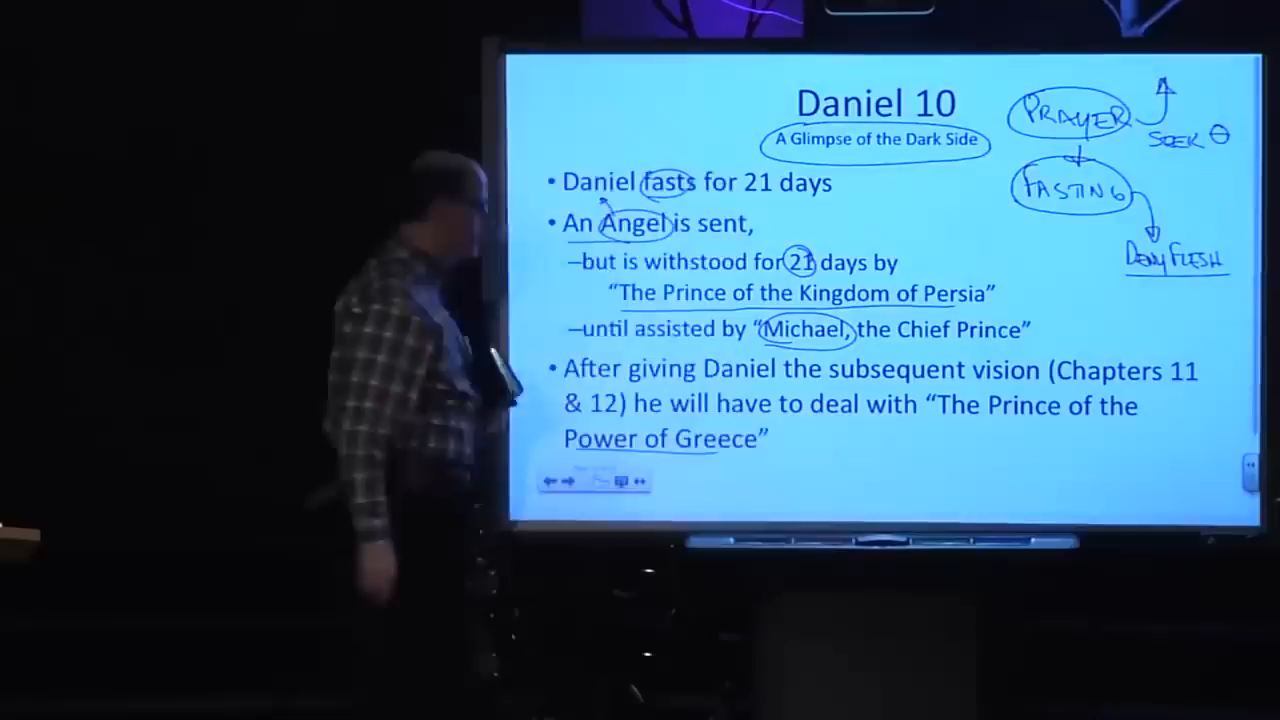 Daniel 10
A Glimpse of the Dark Side
• Daniel fasts for 21 days
• An Angel is sent,
–but is withstood for 21 days by
“The Prince of the Kingdom of Persia”
–until assisted by “Michael, the Chief Prince”
• After giving Daniel the subsequent vision (Chapters 11
& 12) he will have to deal with “The Prince of the
Power of Greece”
PRAYER
SEEK Θ
FASTING
DENY FLESH